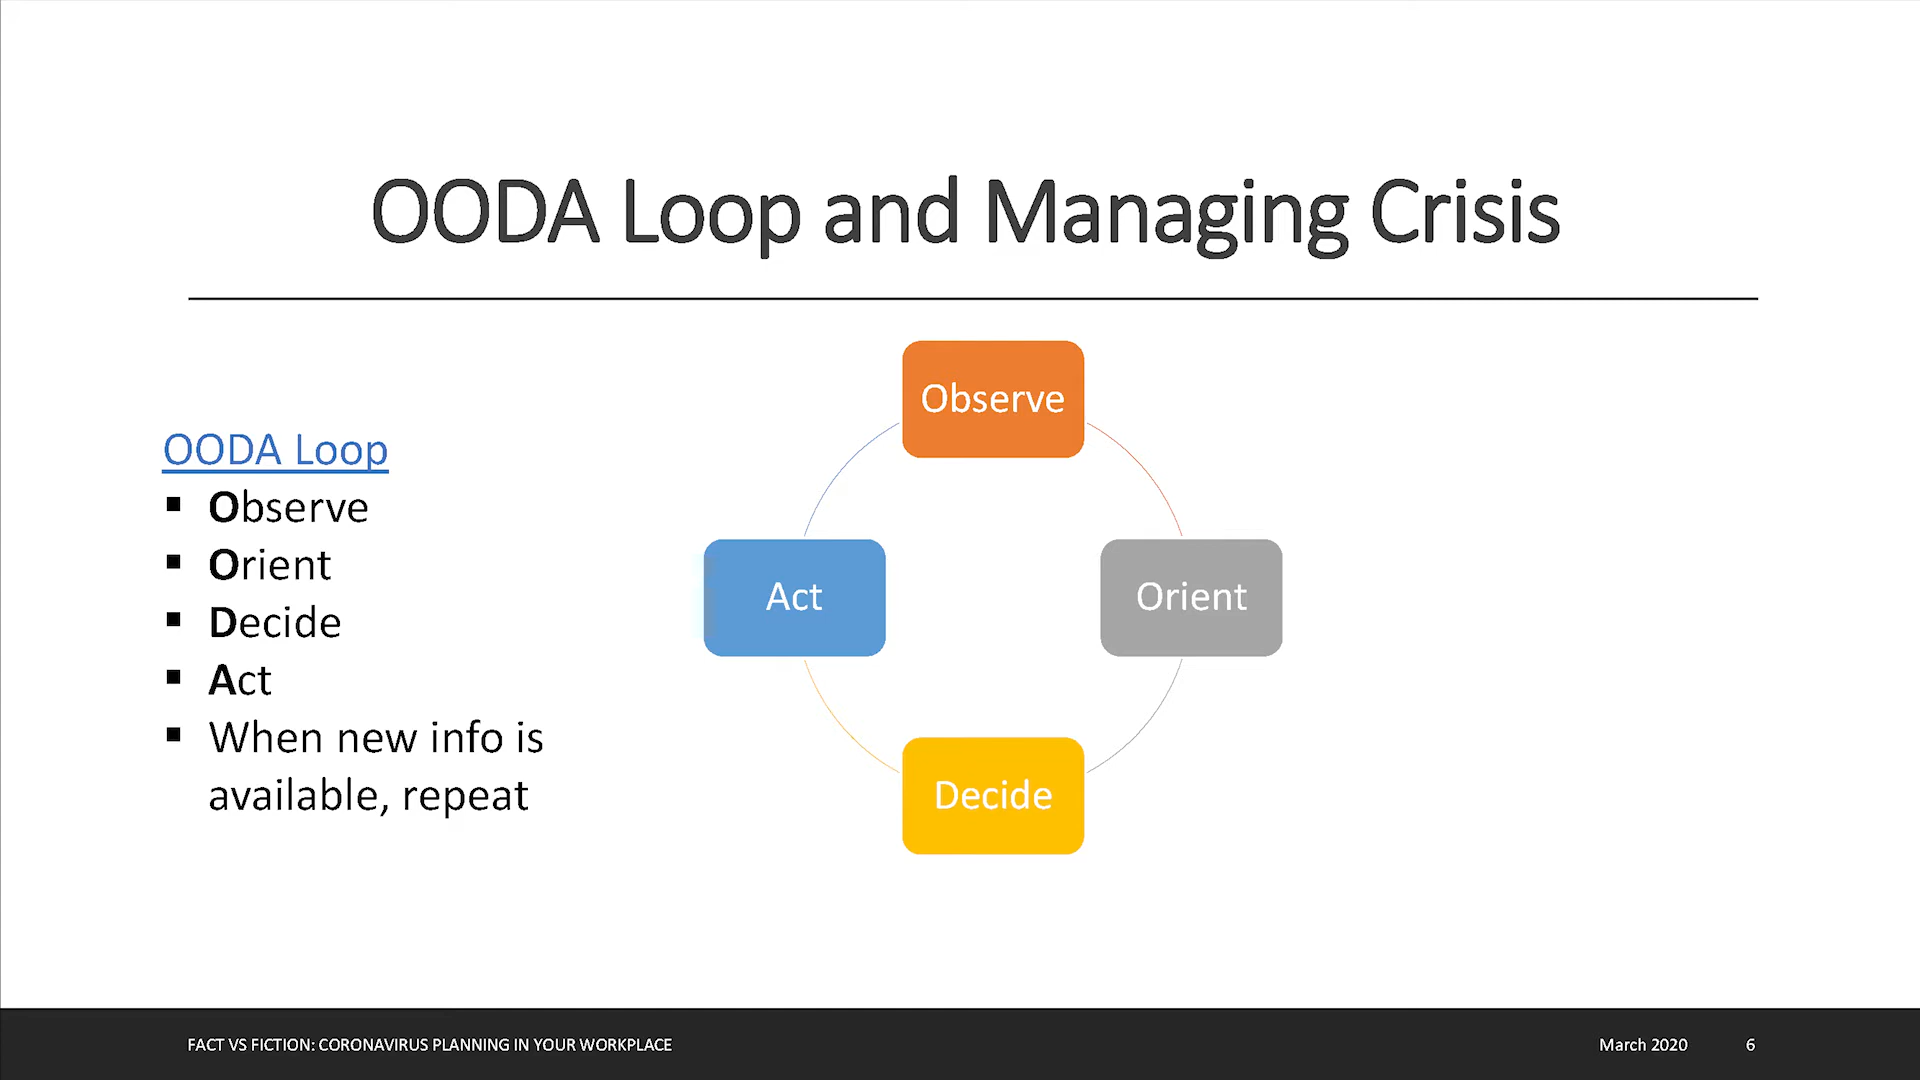 OODA Loop and Managing Crisis
OODA Loop
Observe
Orient
Decide
Act
When new info is
available, repeat
Observe
Orient
Decide
Act
FACT VS FICTION: CORONAVIRUS PLANNING IN YOUR WORKPLACE
March 2020
6